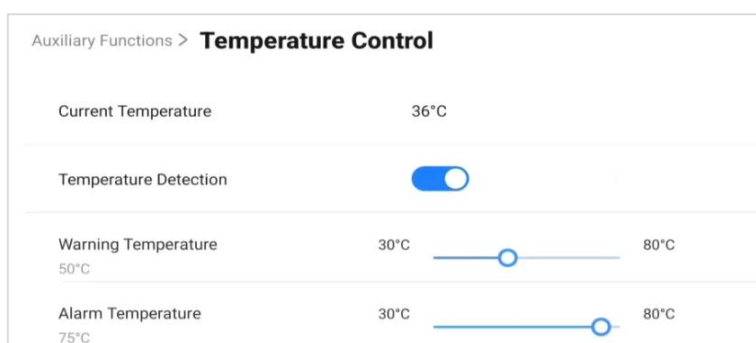 Auxiliary Functions > Temperature Control
Current Temperature 36°C
Temperature Detection
Warning Temperature 30°C 80°C
50°C
Alarm Temperature 30°C 80°C
75°C